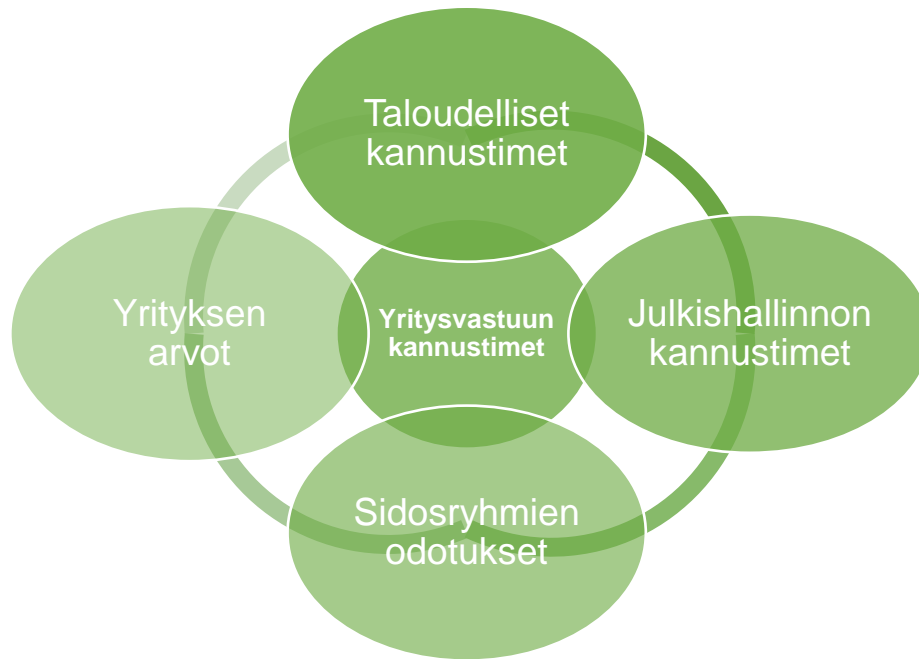 Taloudelliset
kannustimet
Yrityksen
arvot
Yritysvastuun
kannustimet
Julkishallinnon
kannustimet
Sidosryhmien
odotukset